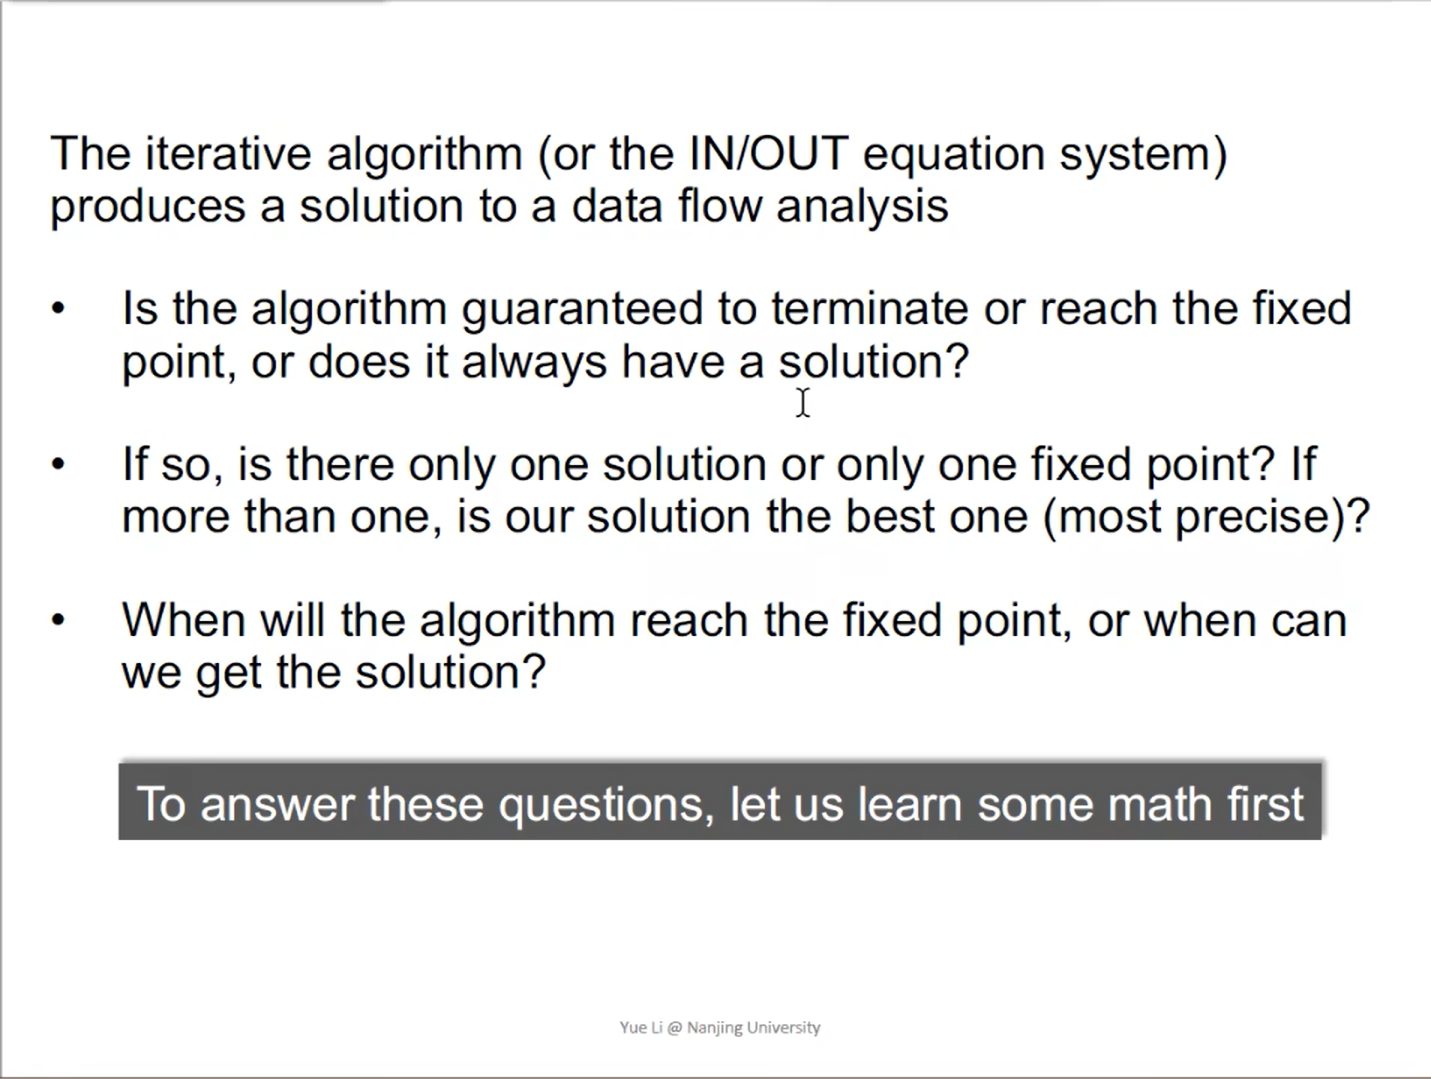 The iterative algorithm (or the IN/OUT equation system)
produces a solution to a data flow analysis
• Is the algorithm guaranteed to terminate or reach the fixed
point, or does it always have a solution?
• If so, is there only one solution or only one fixed point? If
more than one, is our solution the best one (most precise)?
• When will the algorithm reach the fixed point, or when can
we get the solution?
To answer these questions, let us learn some math first
Yue Li @ Nanjing University